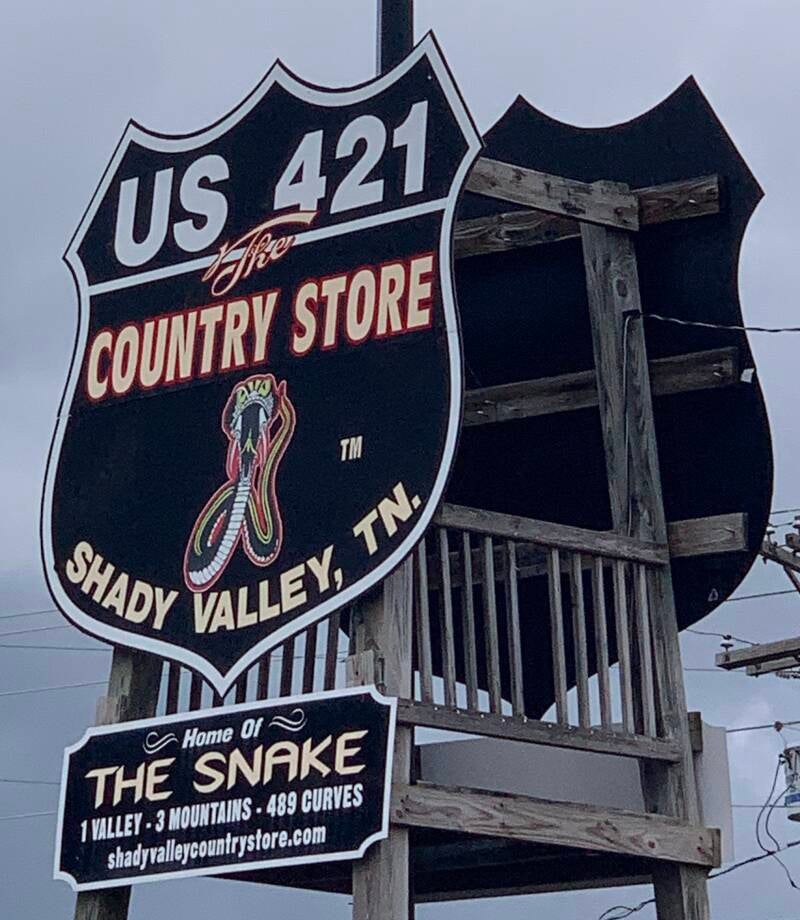 US 421
The
COUNTRY STORE
TM
SHADY VALLEY, TN.
Home Of
THE SNAKE
1 VALLEY - 3 MOUNTAINS - 489 CURVES
shadyvalleycountrystore.com